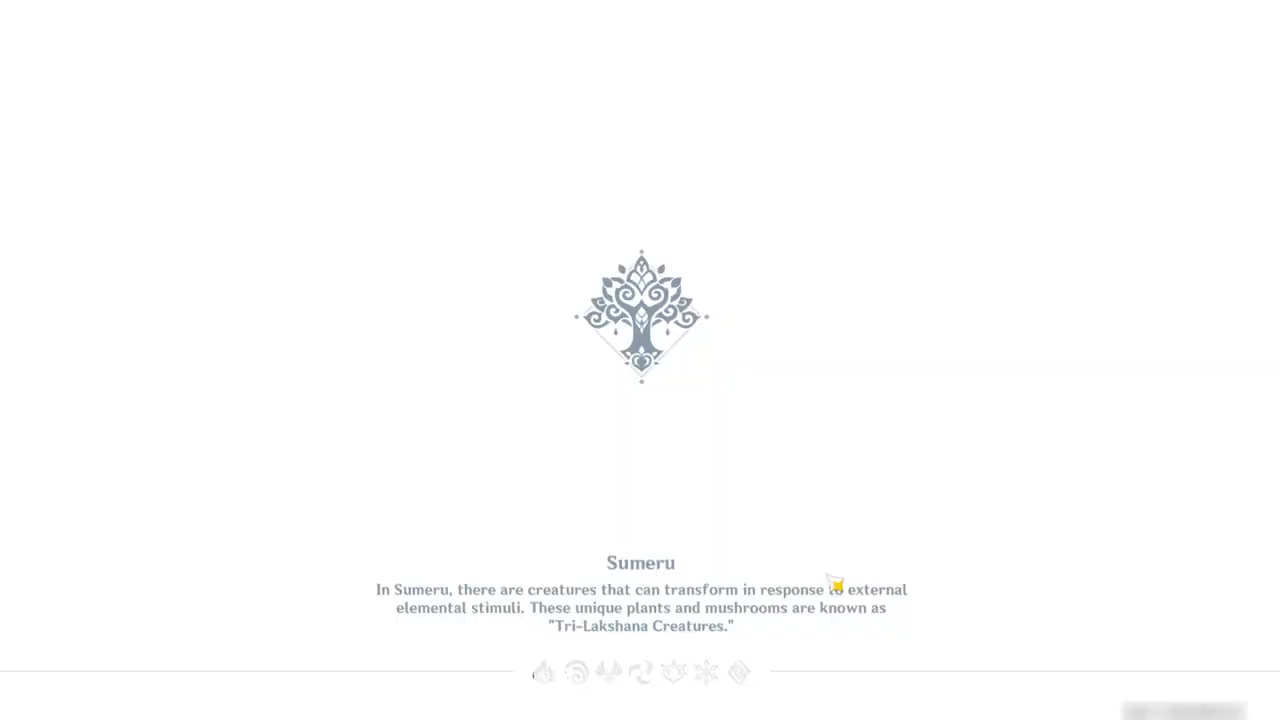 Sumeru
In Sumeru, there are creatures that can transform in response to external
elemental stimuli. These unique plants and mushrooms are known as
"Tri-Lakshana Creatures."